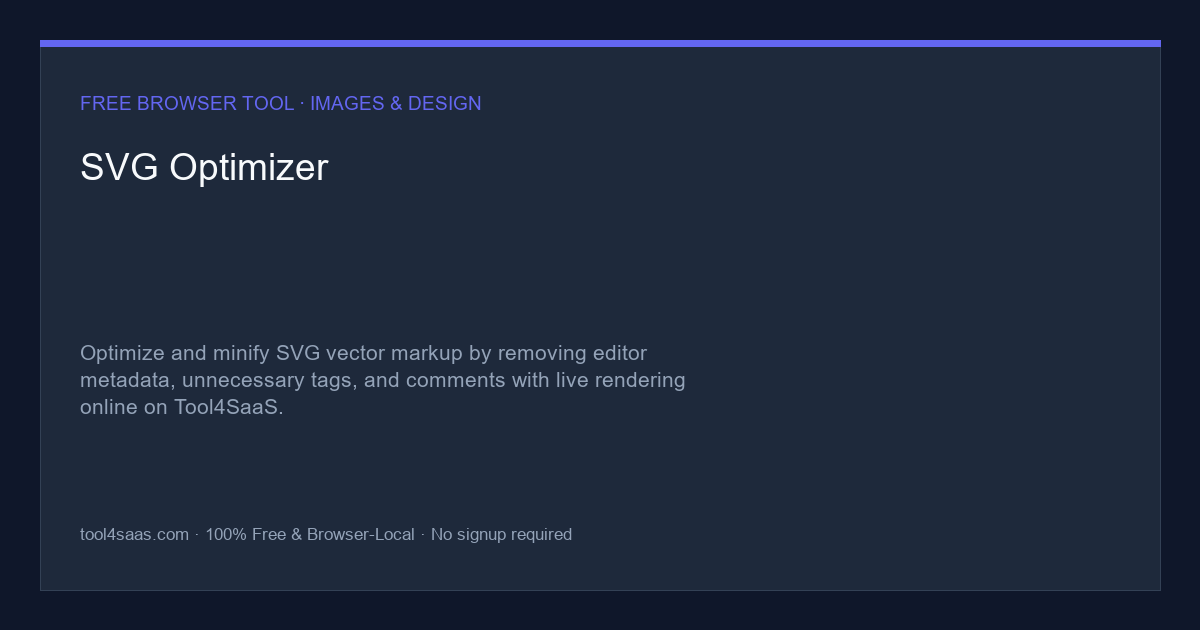 FREE BROWSER TOOL · IMAGES & DESIGN
SVG Optimizer
Optimize and minify SVG vector markup by removing editor
metadata, unnecessary tags, and comments with live rendering
online on Tool4SaaS.
tool4saas.com · 100% Free & Browser-Local · No signup required